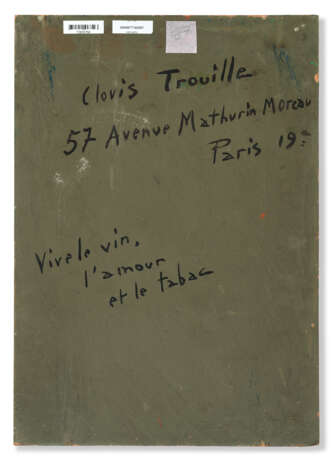 Clovis Trouille
57 Avenue Mathurin Moreau
Paris 19e
Vive le vin,
l'amour
et le tabac